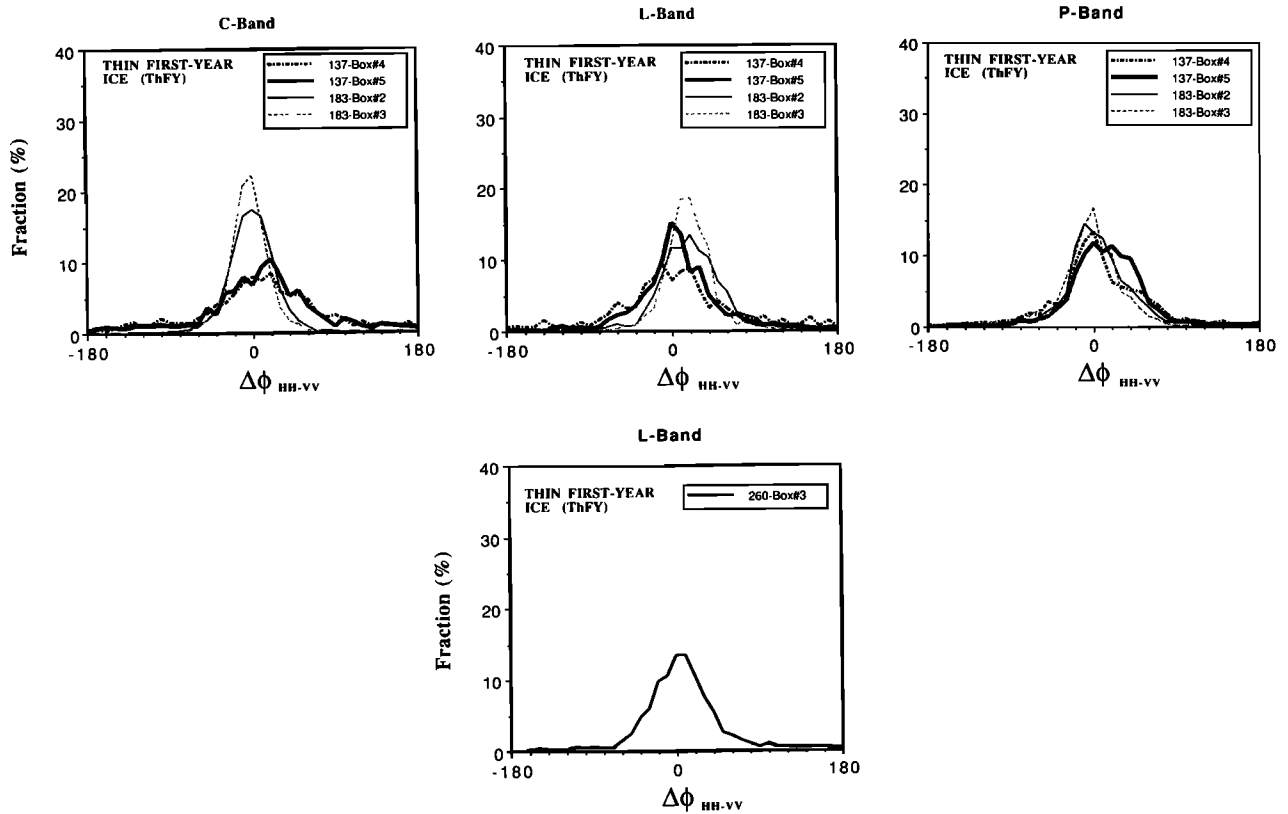 C-Band
40
30
20
10
0
Fraction (%)
THIN FIRST-YEAR
ICE (ThFY)
137-Box#4
137-Box#5
183-Box#2
183-Box#3
-180
0
180
Δϕ HH-VV
L-Band
40
30
20
10
0
THIN FIRST-YEAR
ICE (ThFY)
137-Box#4
137-Box#5
183-Box#2
183-Box#3
-180
0
180
Δϕ HH-VV
P-Band
40
30
20
10
0
THIN FIRST-YEAR
ICE (ThFY)
137-Box#4
137-Box#5
183-Box#2
183-Box#3
-180
0
180
Δϕ HH-VV
L-Band
40
30
20
10
0
Fraction (%)
THIN FIRST-YEAR
ICE (ThFY)
260-Box#3
-180
0
180
Δϕ HH-VV